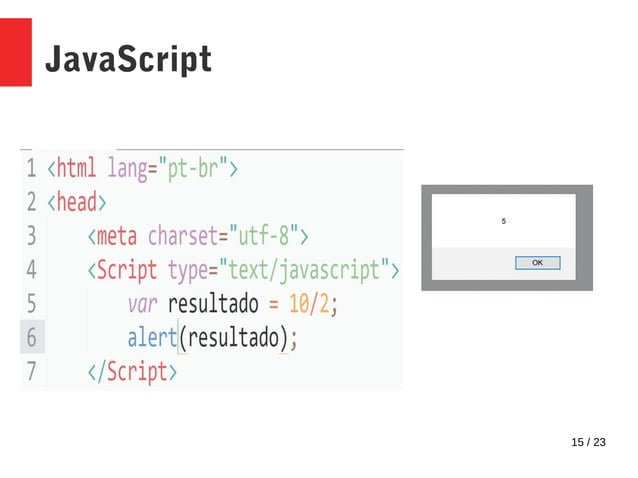 JavaScript
1 <html lang="pt-br">
2 <head>
3     <meta charset="utf-8">
4     <Script type="text/javascript">
5         var resultado = 10/2;
6         alert(resultado);
7     </Script>
5
OK
15 / 23